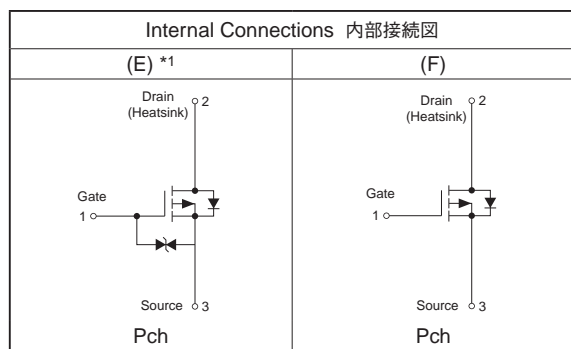 Internal Connections 内部接続図
(E) *1
(F)
Drain
(Heatsink)
2
Gate
1
Source
3
Pch
Drain
(Heatsink)
2
Gate
1
Source
3
Pch